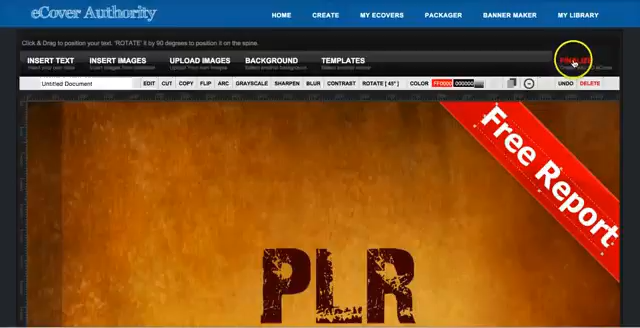 eCover Authority
HOME CREATE MY ECOVERS PACKAGER BANNER MAKER MY LIBRARY
Click & Drag to position your text. 'ROTATE' it by 90 degrees to position it on the spine.
INSERT TEXT INSERT IMAGES UPLOAD IMAGES BACKGROUND TEMPLATES
Untitled Document EDIT CUT COPY FLIP ARC GRAYSCALE SHARPEN BLUR CONTRAST ROTATE [ 45° ] COLOR FF0000 000000 UNDO DELETE
Free Report
PLR